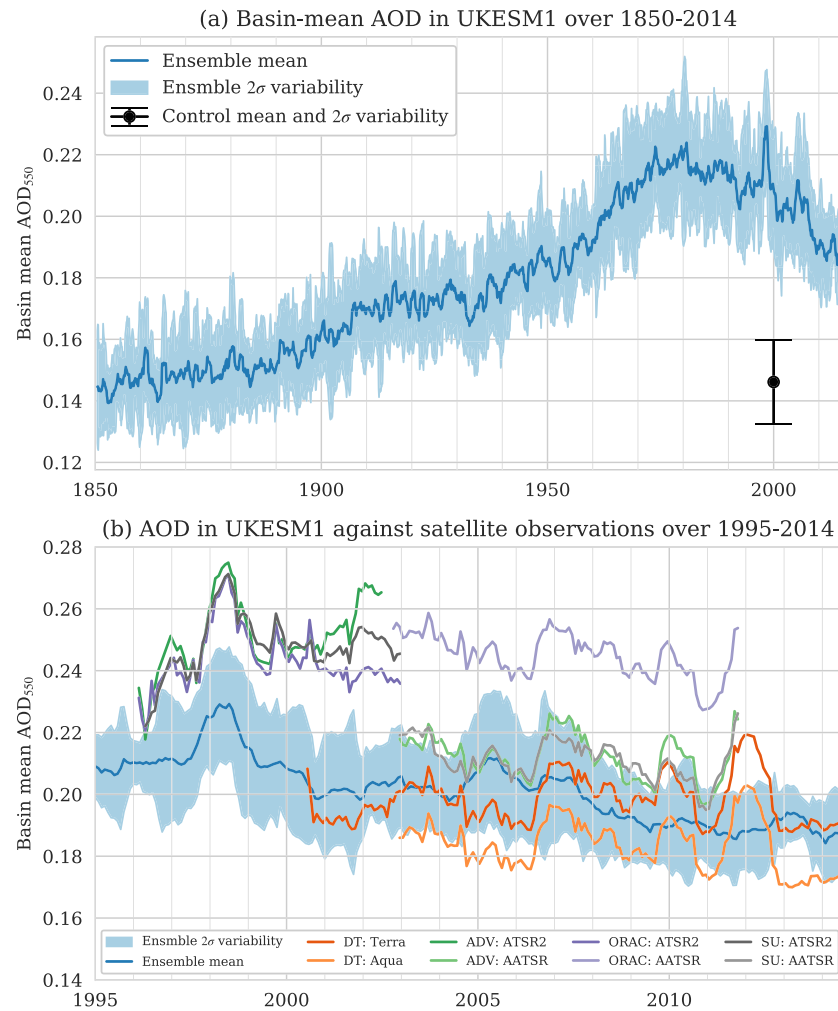 (a) Basin-mean AOD in UKESM1 over 1850-2014
Ensemble mean
Ensmble 2σ variability
Control mean and 2σ variability
Basin mean AOD₅₅₀
0.24
0.22
0.20
0.18
0.16
0.14
0.12
1850 1900 1950 2000
(b) AOD in UKESM1 against satellite observations over 1995-2014
Basin mean AOD₅₅₀
0.28
0.26
0.24
0.22
0.20
0.18
0.16
0.14
Ensmble 2σ variability DT: Terra ADV: ATSR2 ORAC: ATSR2 SU: ATSR2
Ensemble mean DT: Aqua ADV: AATSR ORAC: AATSR SU: AATSR
1995 2000 2005 2010